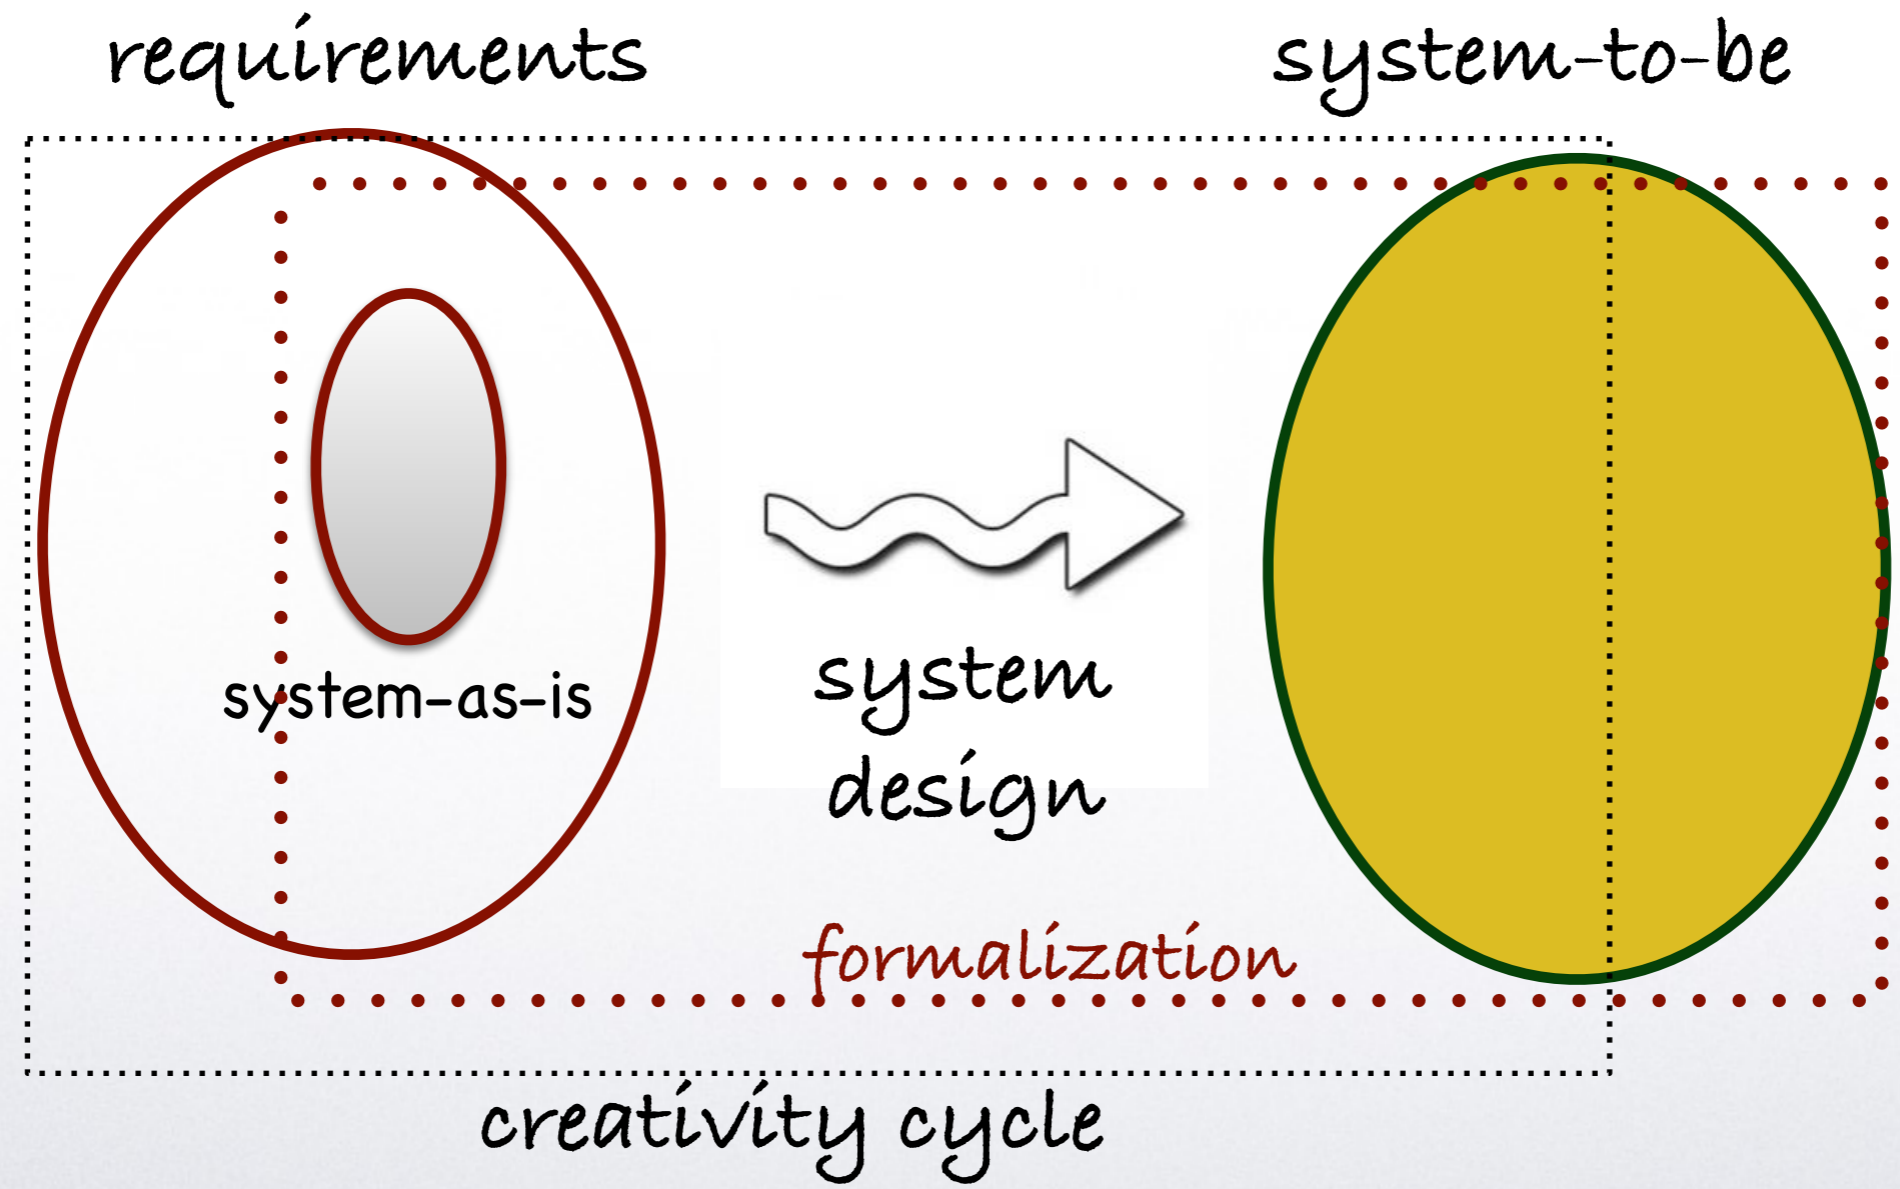 requirements
system-to-be
system-as-is
system
design
formalization
creativity cycle